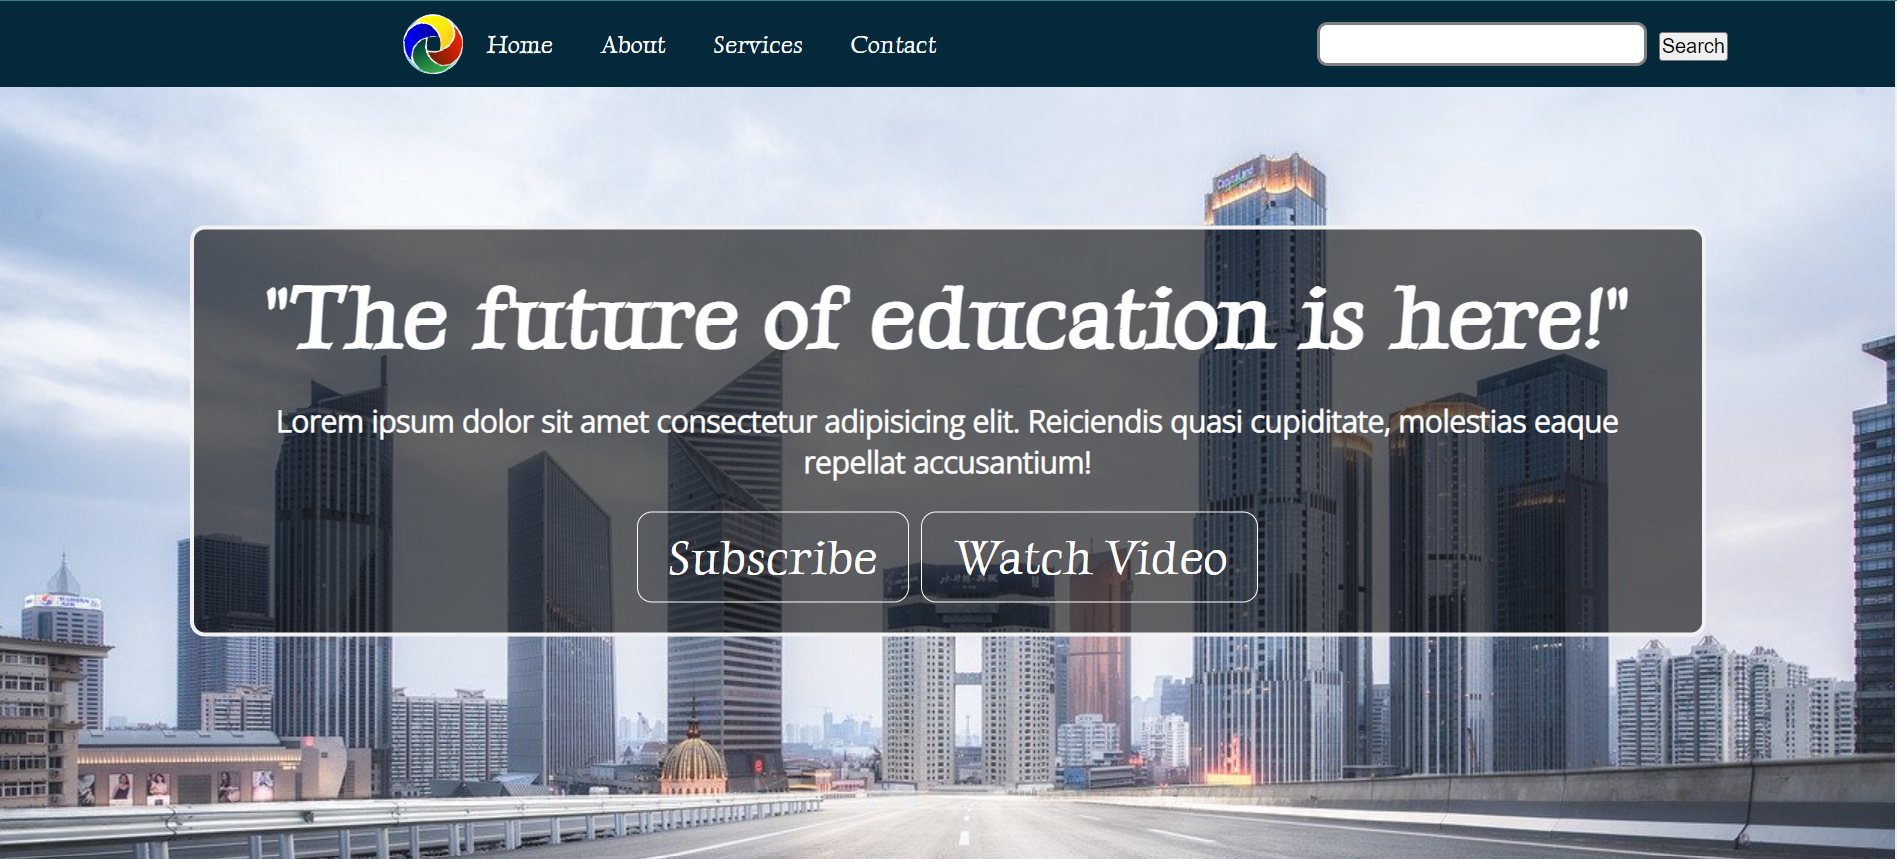 Home About Services Contact Search
CapitaLand
"The future of education is here!"
Lorem ipsum dolor sit amet consectetur adipisicing elit. Reiciendis quasi cupiditate, molestias eaque
repellat accusantium!
Subscribe Watch Video